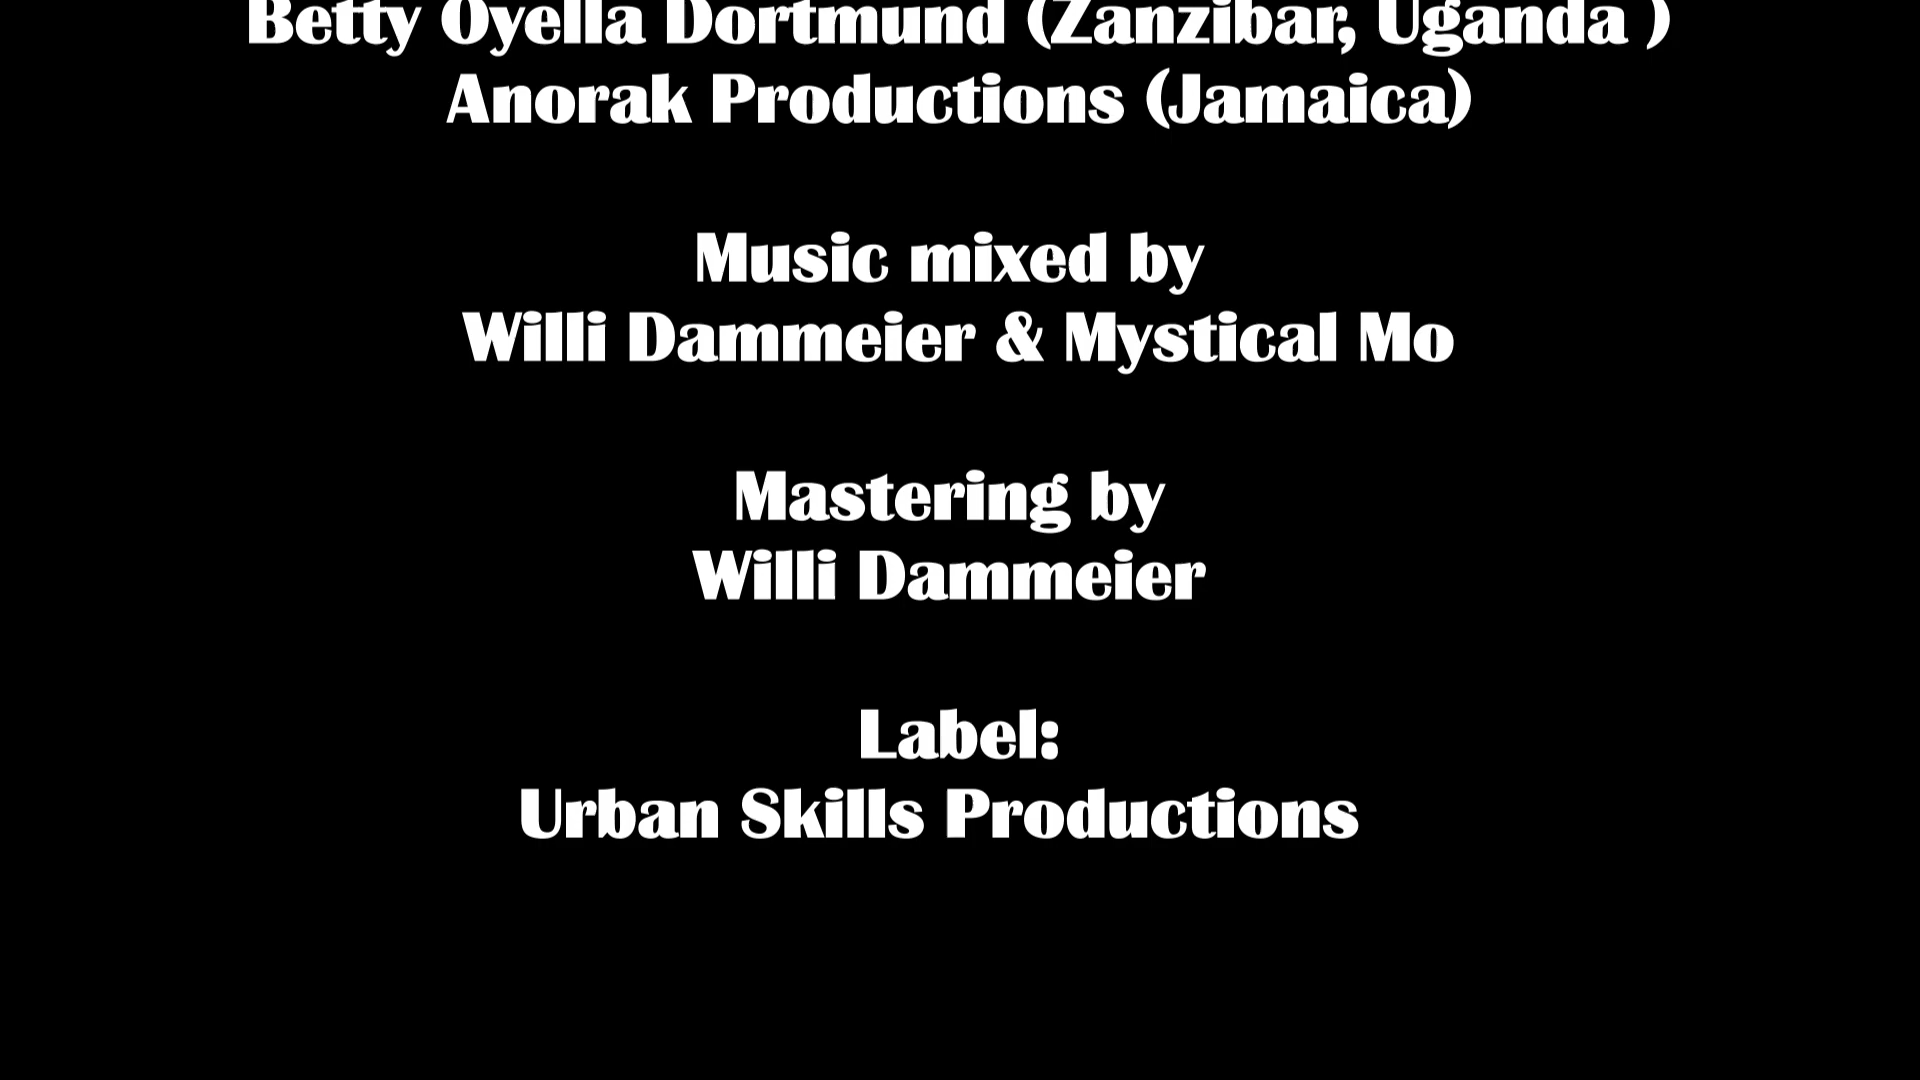 Betty Oyella Dortmund (Zanzibar, Uganda )
Anorak Productions (Jamaica)
Music mixed by
Willi Dammeier & Mystical Mo
Mastering by
Willi Dammeier
Label:
Urban Skills Productions